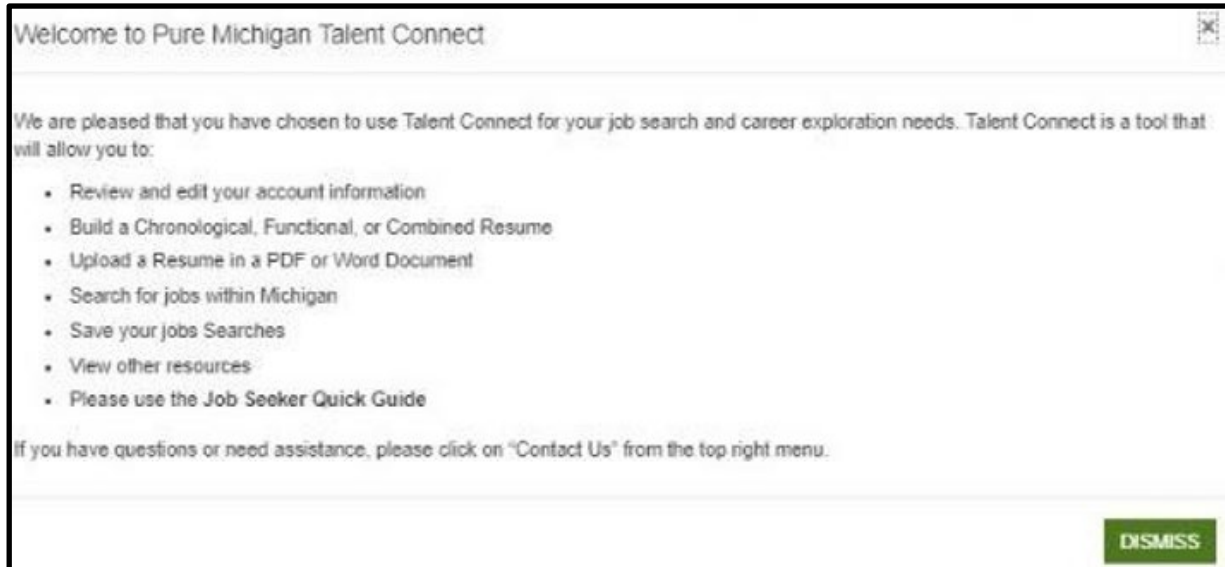 Welcome to Pure Michigan Talent Connect
We are pleased that you have chosen to use Talent Connect for your job search and career exploration needs. Talent Connect is a tool that
will allow you to:
• Review and edit your account information
• Build a Chronological, Functional, or Combined Resume
• Upload a Resume in a PDF or Word Document
• Search for jobs within Michigan
• Save your jobs Searches
• View other resources
• Please use the Job Seeker Quick Guide
If you have questions or need assistance, please click on "Contact Us" from the top right menu.
DISMISS